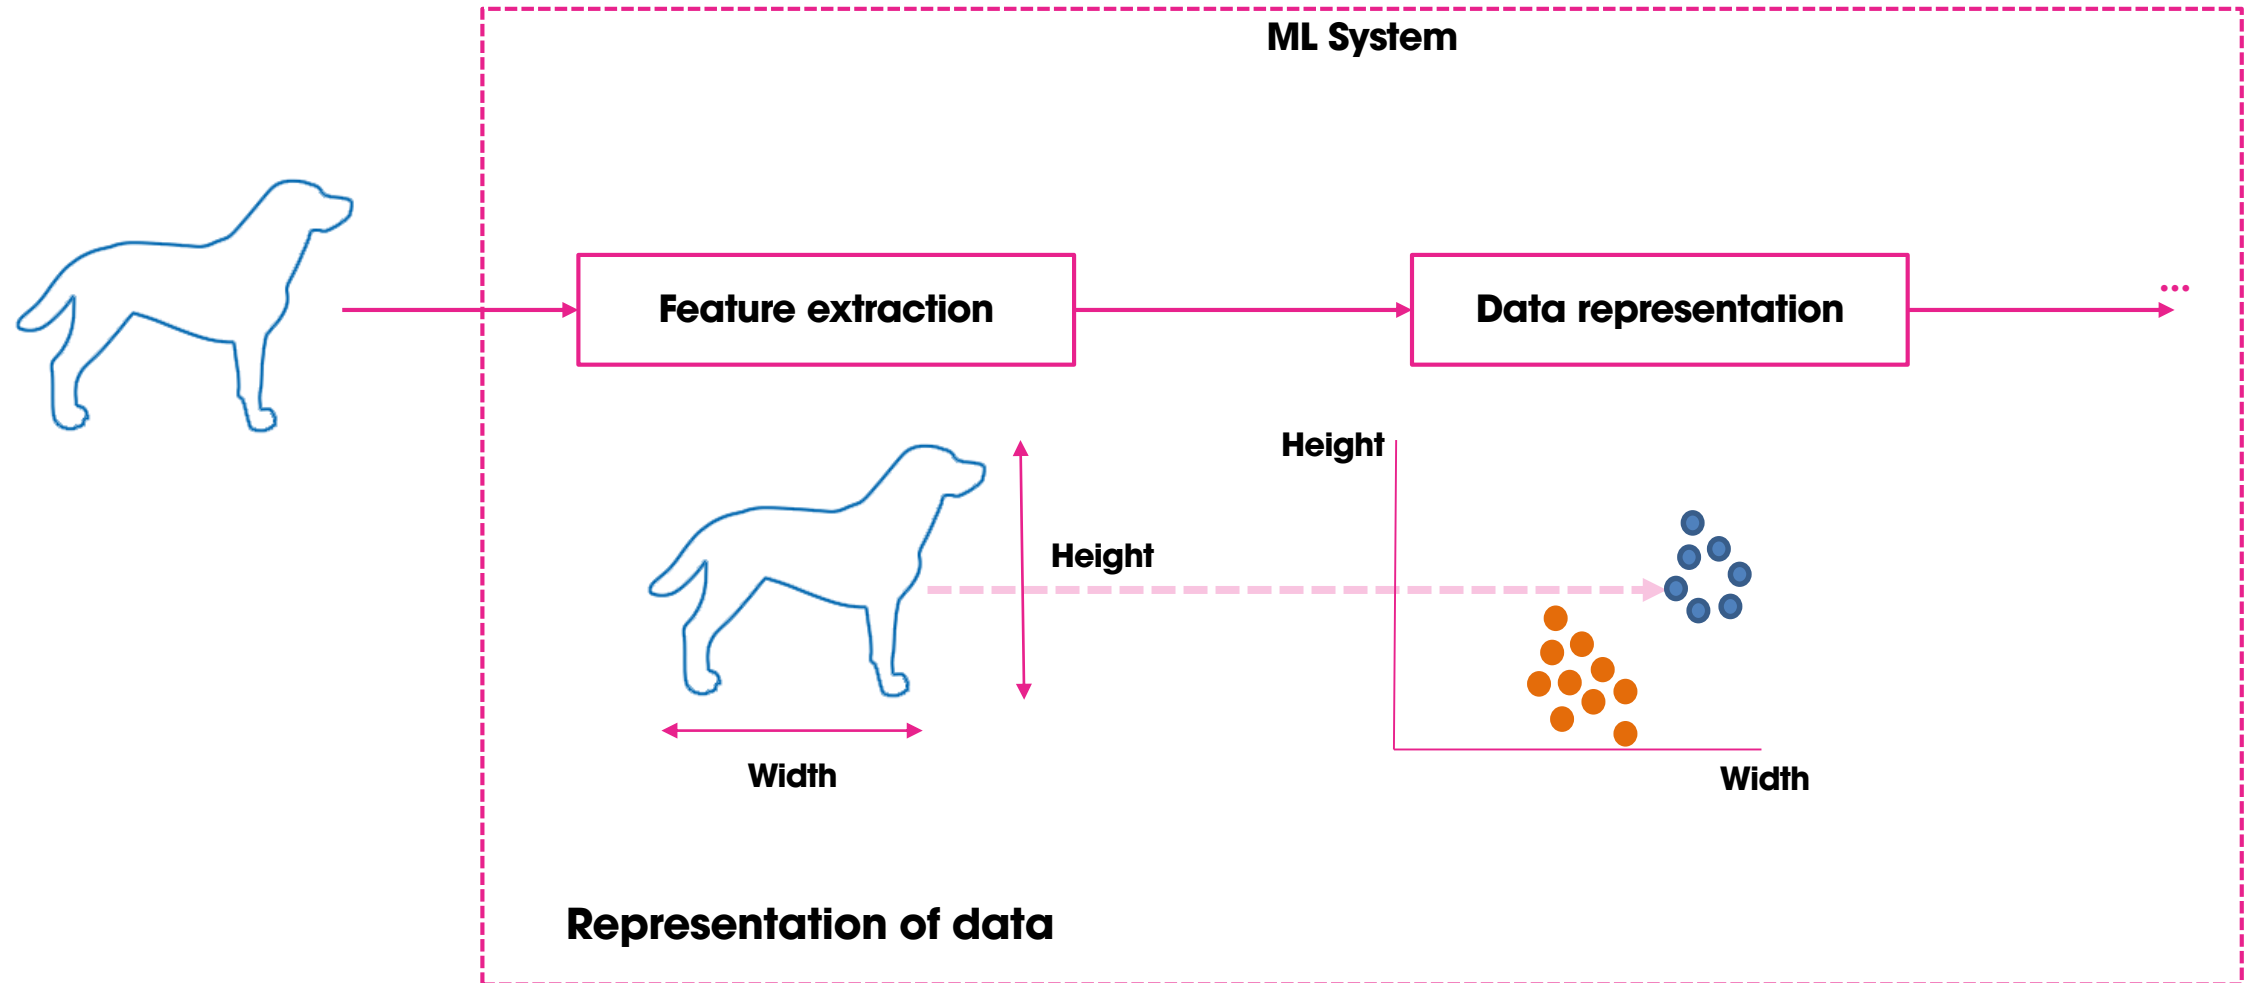 ML System
Feature extraction
Data representation
...
Height
Height
Width
Width
Representation of data